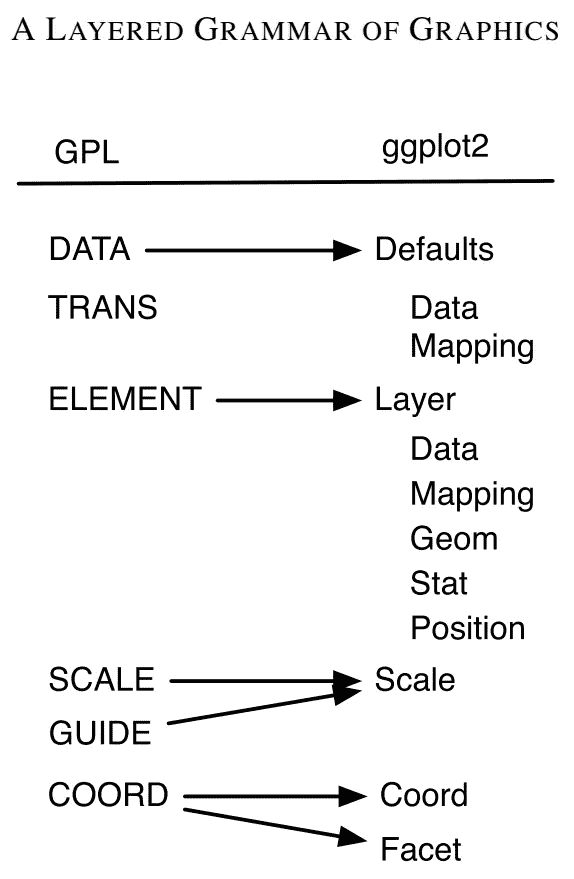 A LAYERED GRAMMAR OF GRAPHICS
GPL ggplot2
DATA Defaults
TRANS Data
Mapping
ELEMENT Layer
Data
Mapping
Geom
Stat
Position
SCALE Scale
GUIDE
COORD Coord
Facet